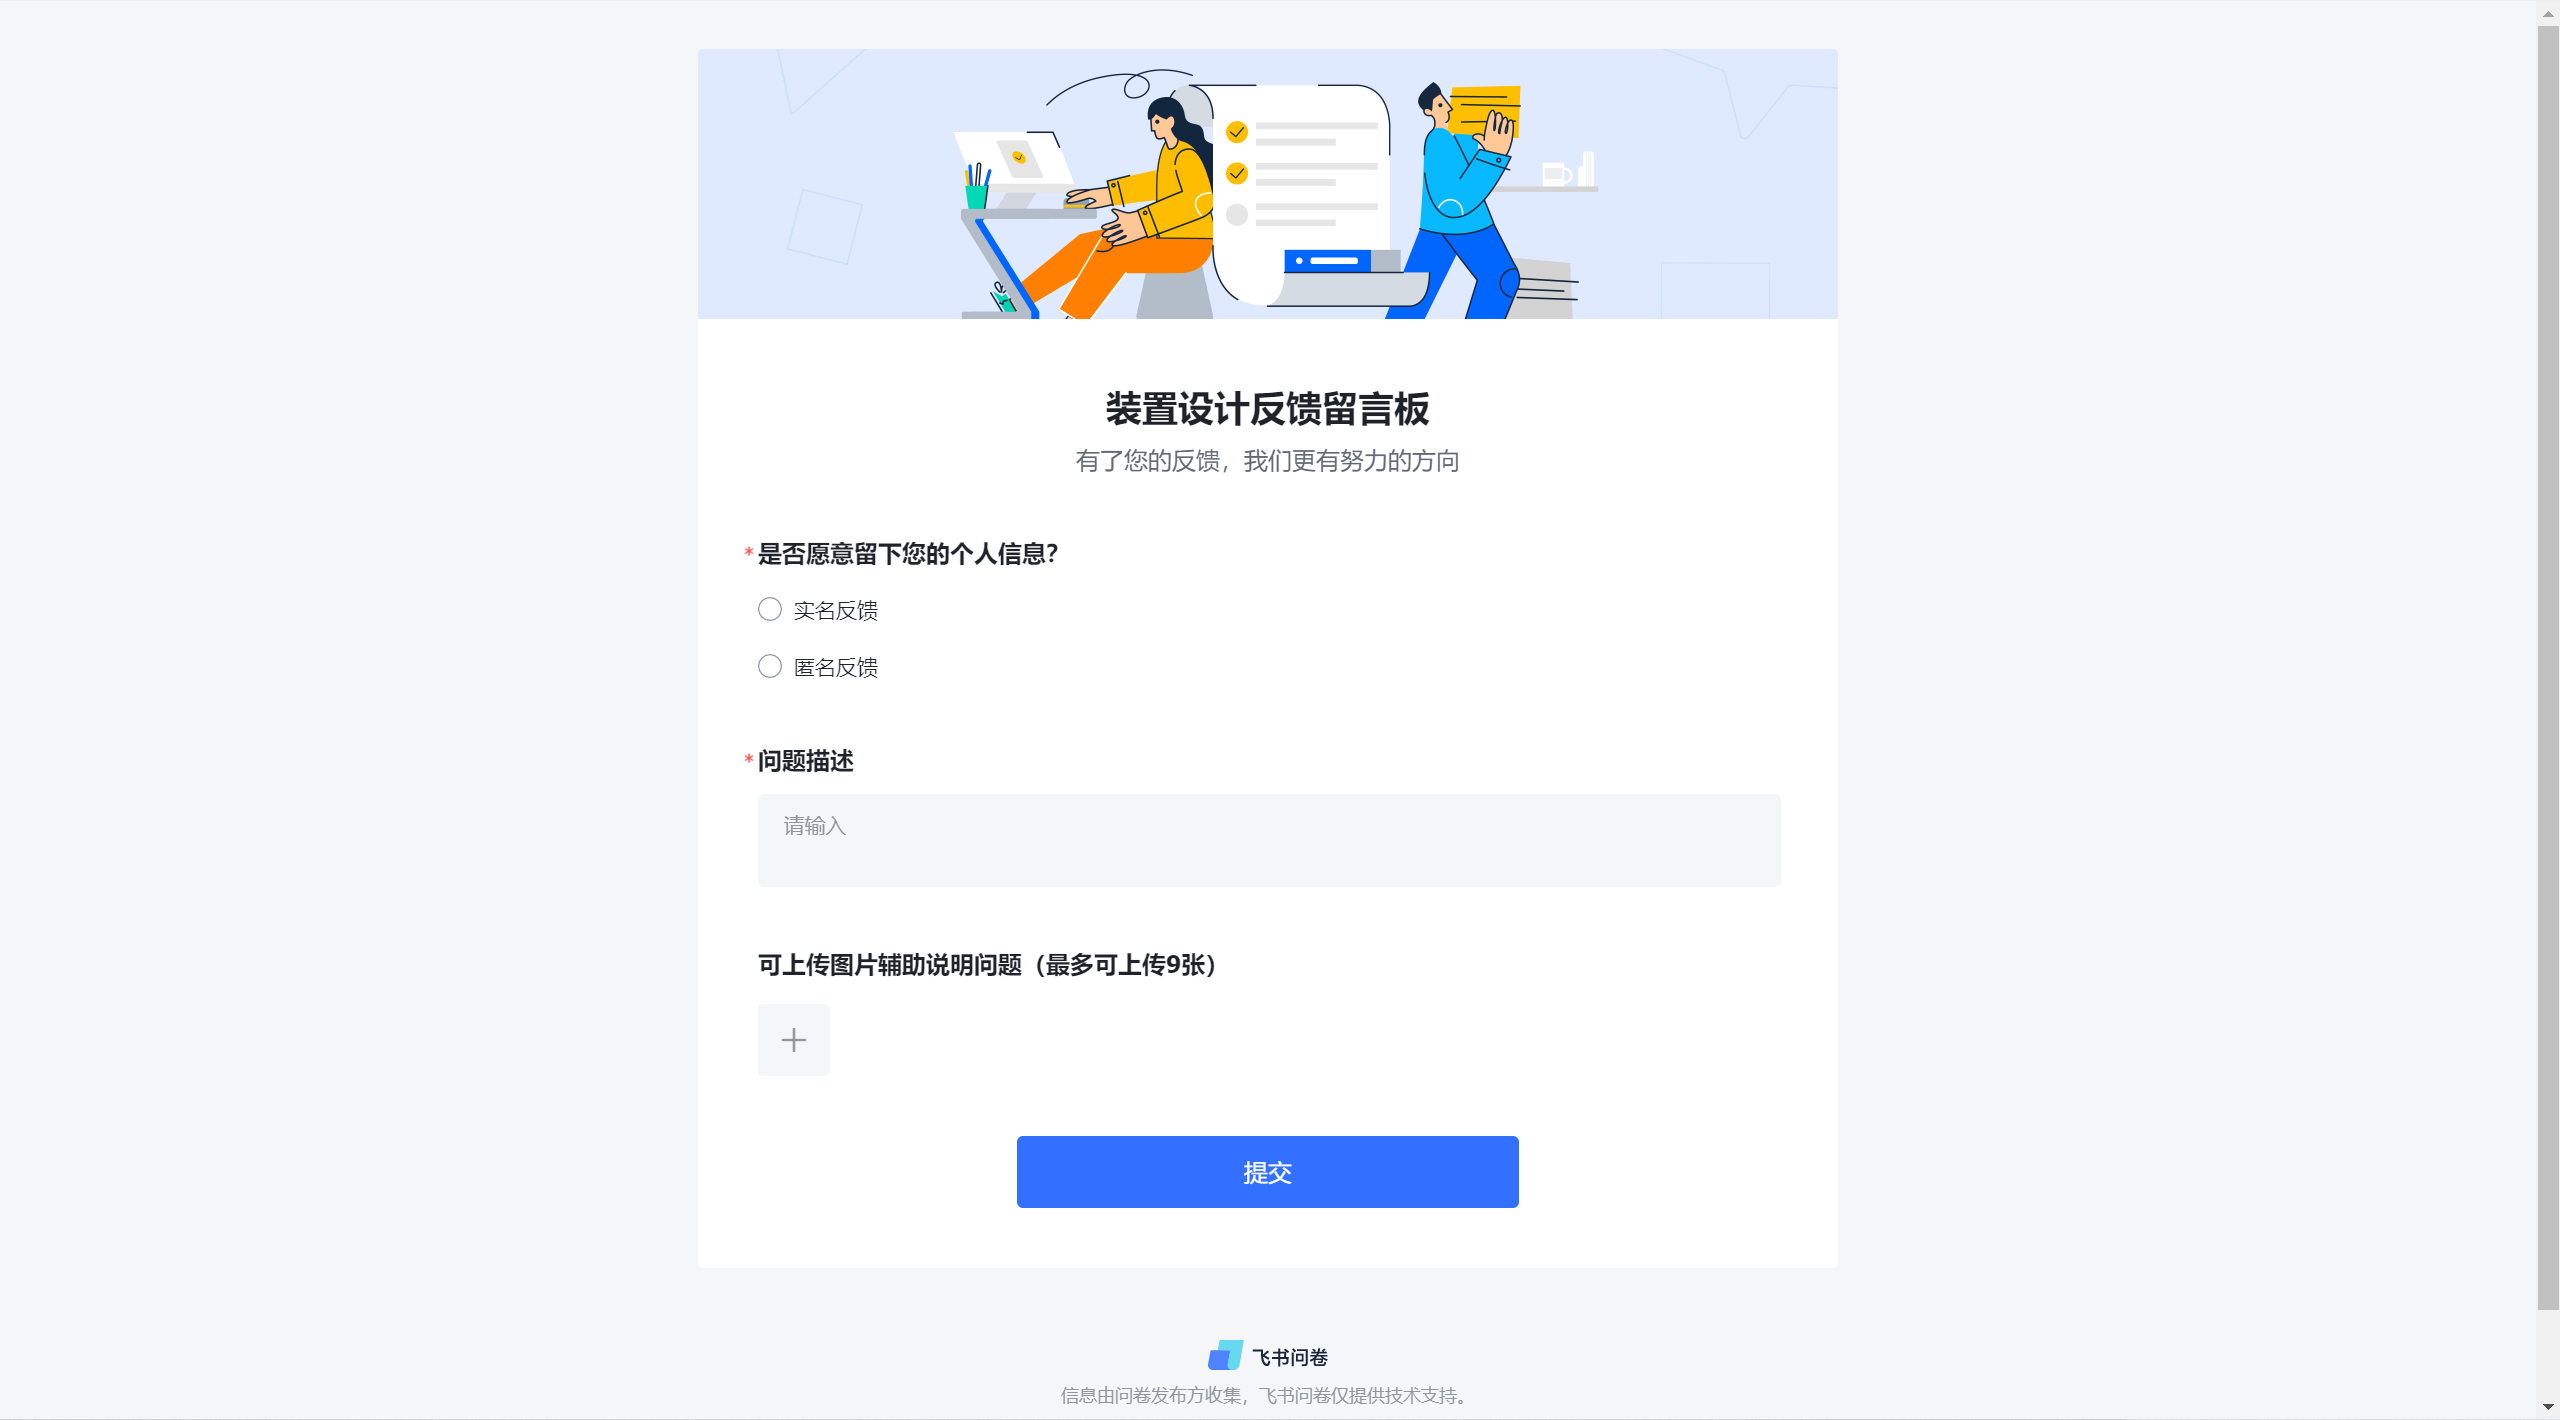 装置设计反馈留言板
有了您的反馈，我们更有努力的方向
*是否愿意留下您的个人信息？
实名反馈
匿名反馈
*问题描述
请输入
可上传图片辅助说明问题（最多可上传9张）
提交
飞书问卷
信息由问卷发布方收集，飞书问卷仅提供技术支持。